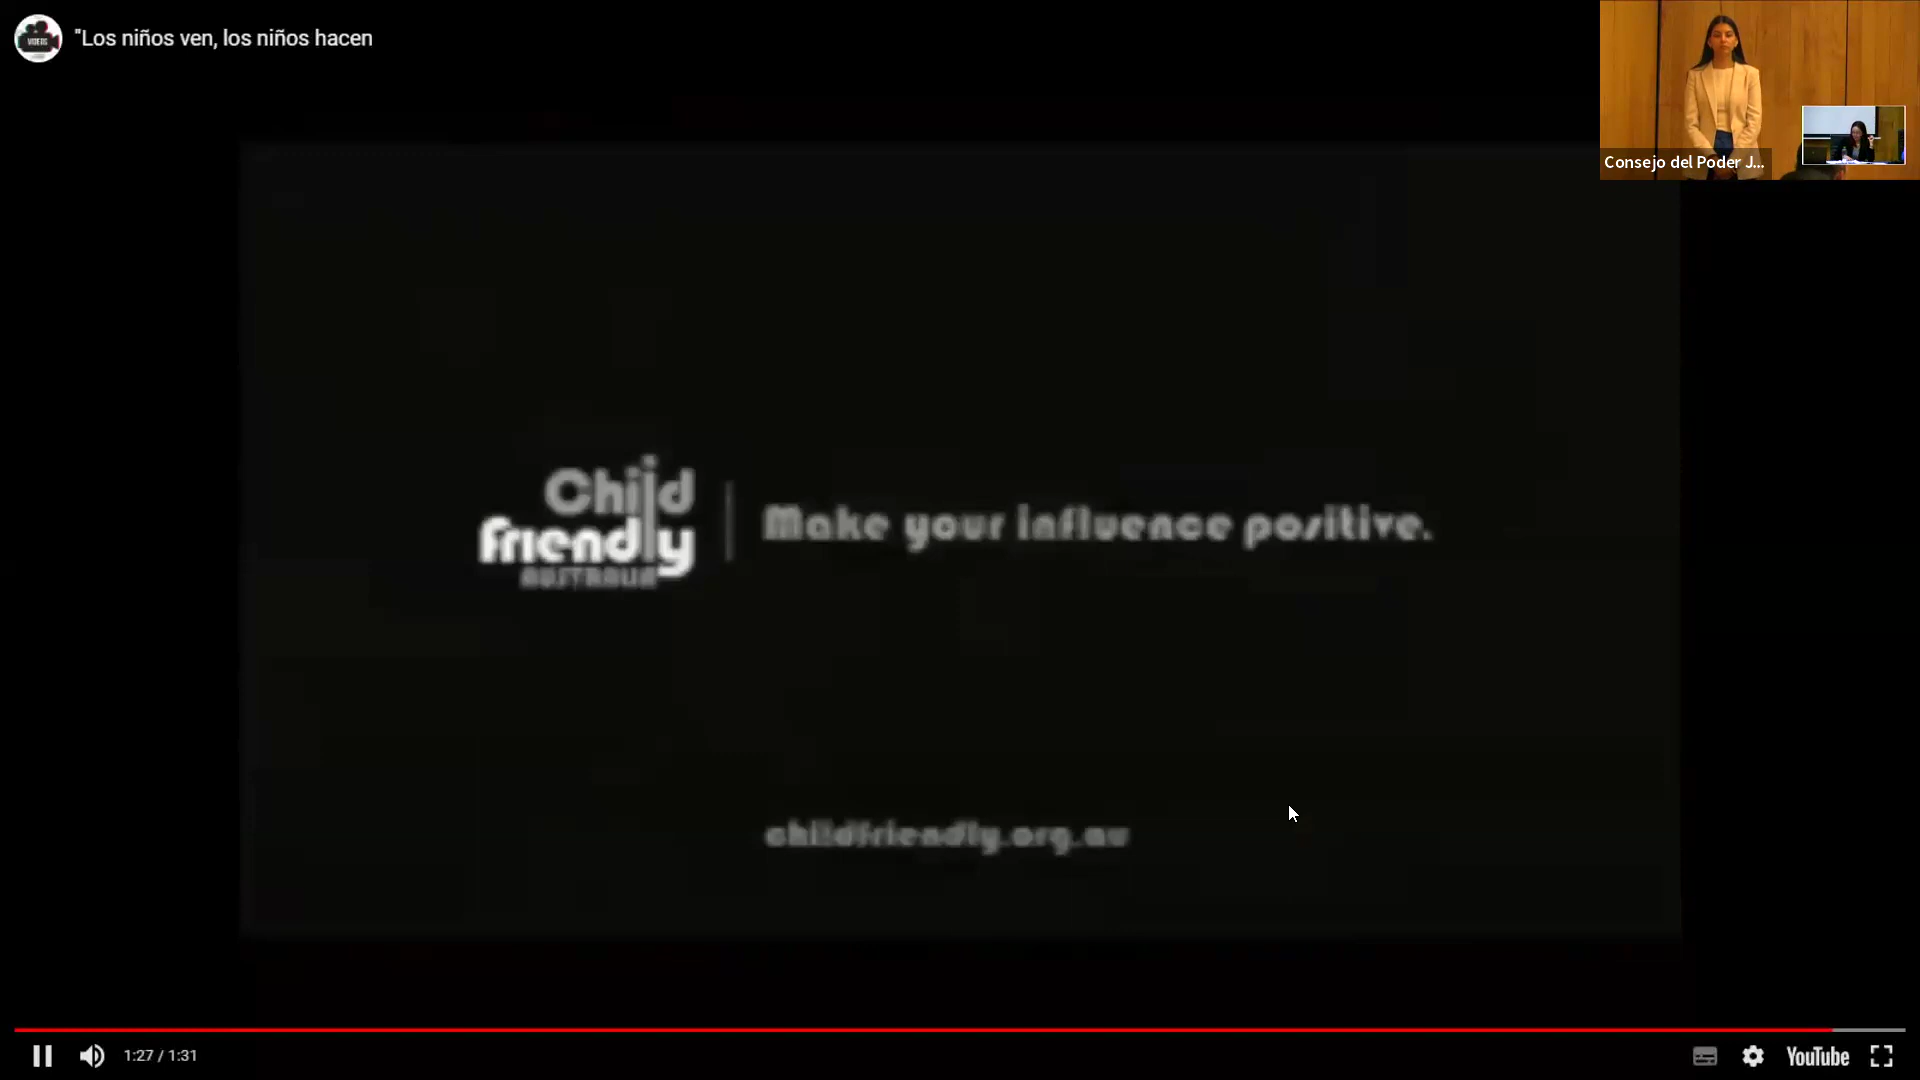 "Los niños ven, los niños hacen
Consejo del Poder J...
Child
friendly
AUSTRALIA
Make your influence positive.
childfriendly.org.au
1:27 / 1:31
YouTube